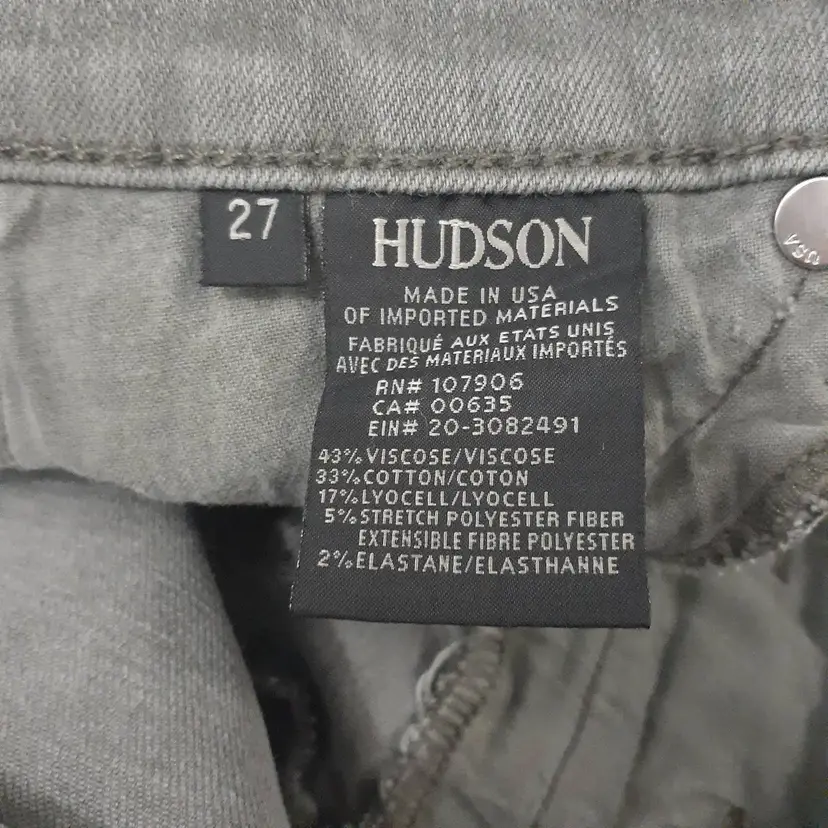 27
HUDSON
MADE IN USA
OF IMPORTED MATERIALS
FABRIQUÉ AUX ETATS UNIS
AVEC DES MATERIAUX IMPORTÉS
RN# 107906
CA# 00635
EIN# 20-3082491
43% VISCOSE/VISCOSE
33% COTTON/COTON
17% LYOCELL/LYOCELL
5% STRETCH POLYESTER FIBER
EXTENSIBLE FIBRE POLYESTER
2% ELASTANE/ELASTHANNE
USA